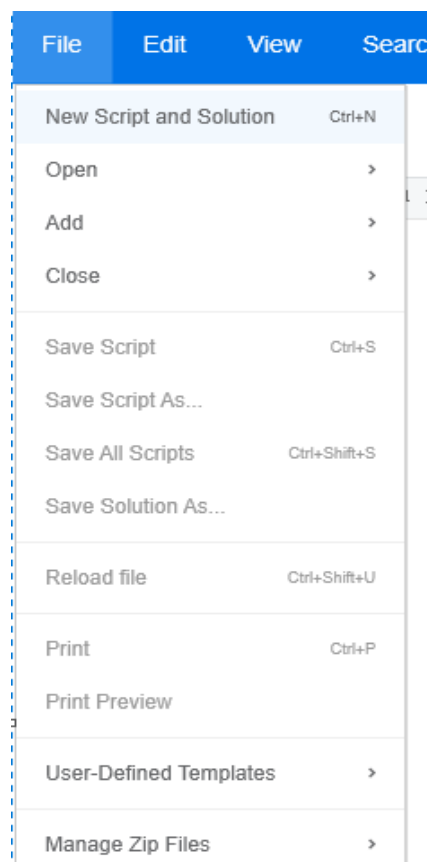 File Edit View Searc
New Script and Solution Ctrl+N
Open
Add
Close
Save Script Ctrl+S
Save Script As...
Save All Scripts Ctrl+Shift+S
Save Solution As...
Reload file Ctrl+Shift+U
Print Ctrl+P
Print Preview
User-Defined Templates
Manage Zip Files